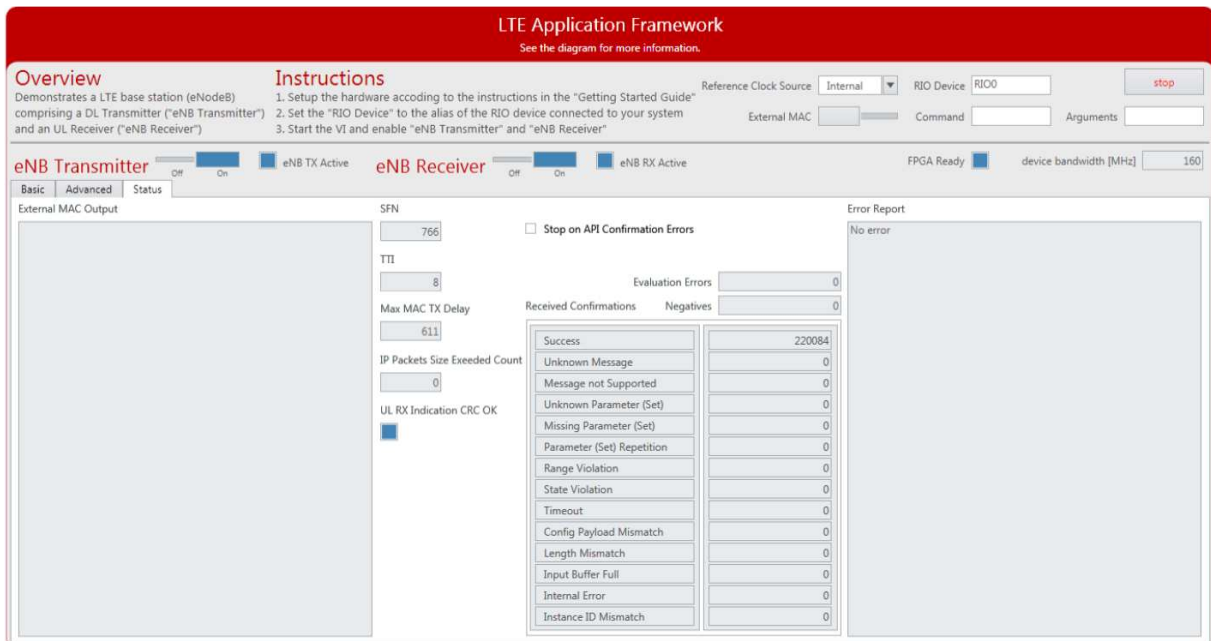 LTE Application Framework
See the diagram for more information.
Overview
Demonstrates a LTE base station (eNodeB)
comprising a DL Transmitter ("eNB Transmitter")
and an UL Receiver ("eNB Receiver")
Instructions
1. Setup the hardware accoding to the instructions in the "Getting Started Guide"
2. Set the "RIO Device" to the alias of the RIO device connected to your system
3. Start the VI and enable "eNB Transmitter" and "eNB Receiver"
Reference Clock Source Internal RIO Device RIO0 stop
External MAC Command Arguments
eNB Transmitter Off On eNB TX Active eNB Receiver Off On eNB RX Active FPGA Ready device bandwidth [MHz] 160
Basic Advanced Status
External MAC Output
SFN
766
TTI
8
Max MAC TX Delay
611
IP Packets Size Exeeded Count
0
UL RX Indication CRC OK
Stop on API Confirmation Errors
Evaluation Errors 0
Received Confirmations Negatives 0
Success 220084
Unknown Message 0
Message not Supported 0
Unknown Parameter (Set) 0
Missing Parameter (Set) 0
Parameter (Set) Repetition 0
Range Violation 0
State Violation 0
Timeout 0
Config Payload Mismatch 0
Length Mismatch 0
Input Buffer Full 0
Internal Error 0
Instance ID Mismatch 0
Error Report
No error